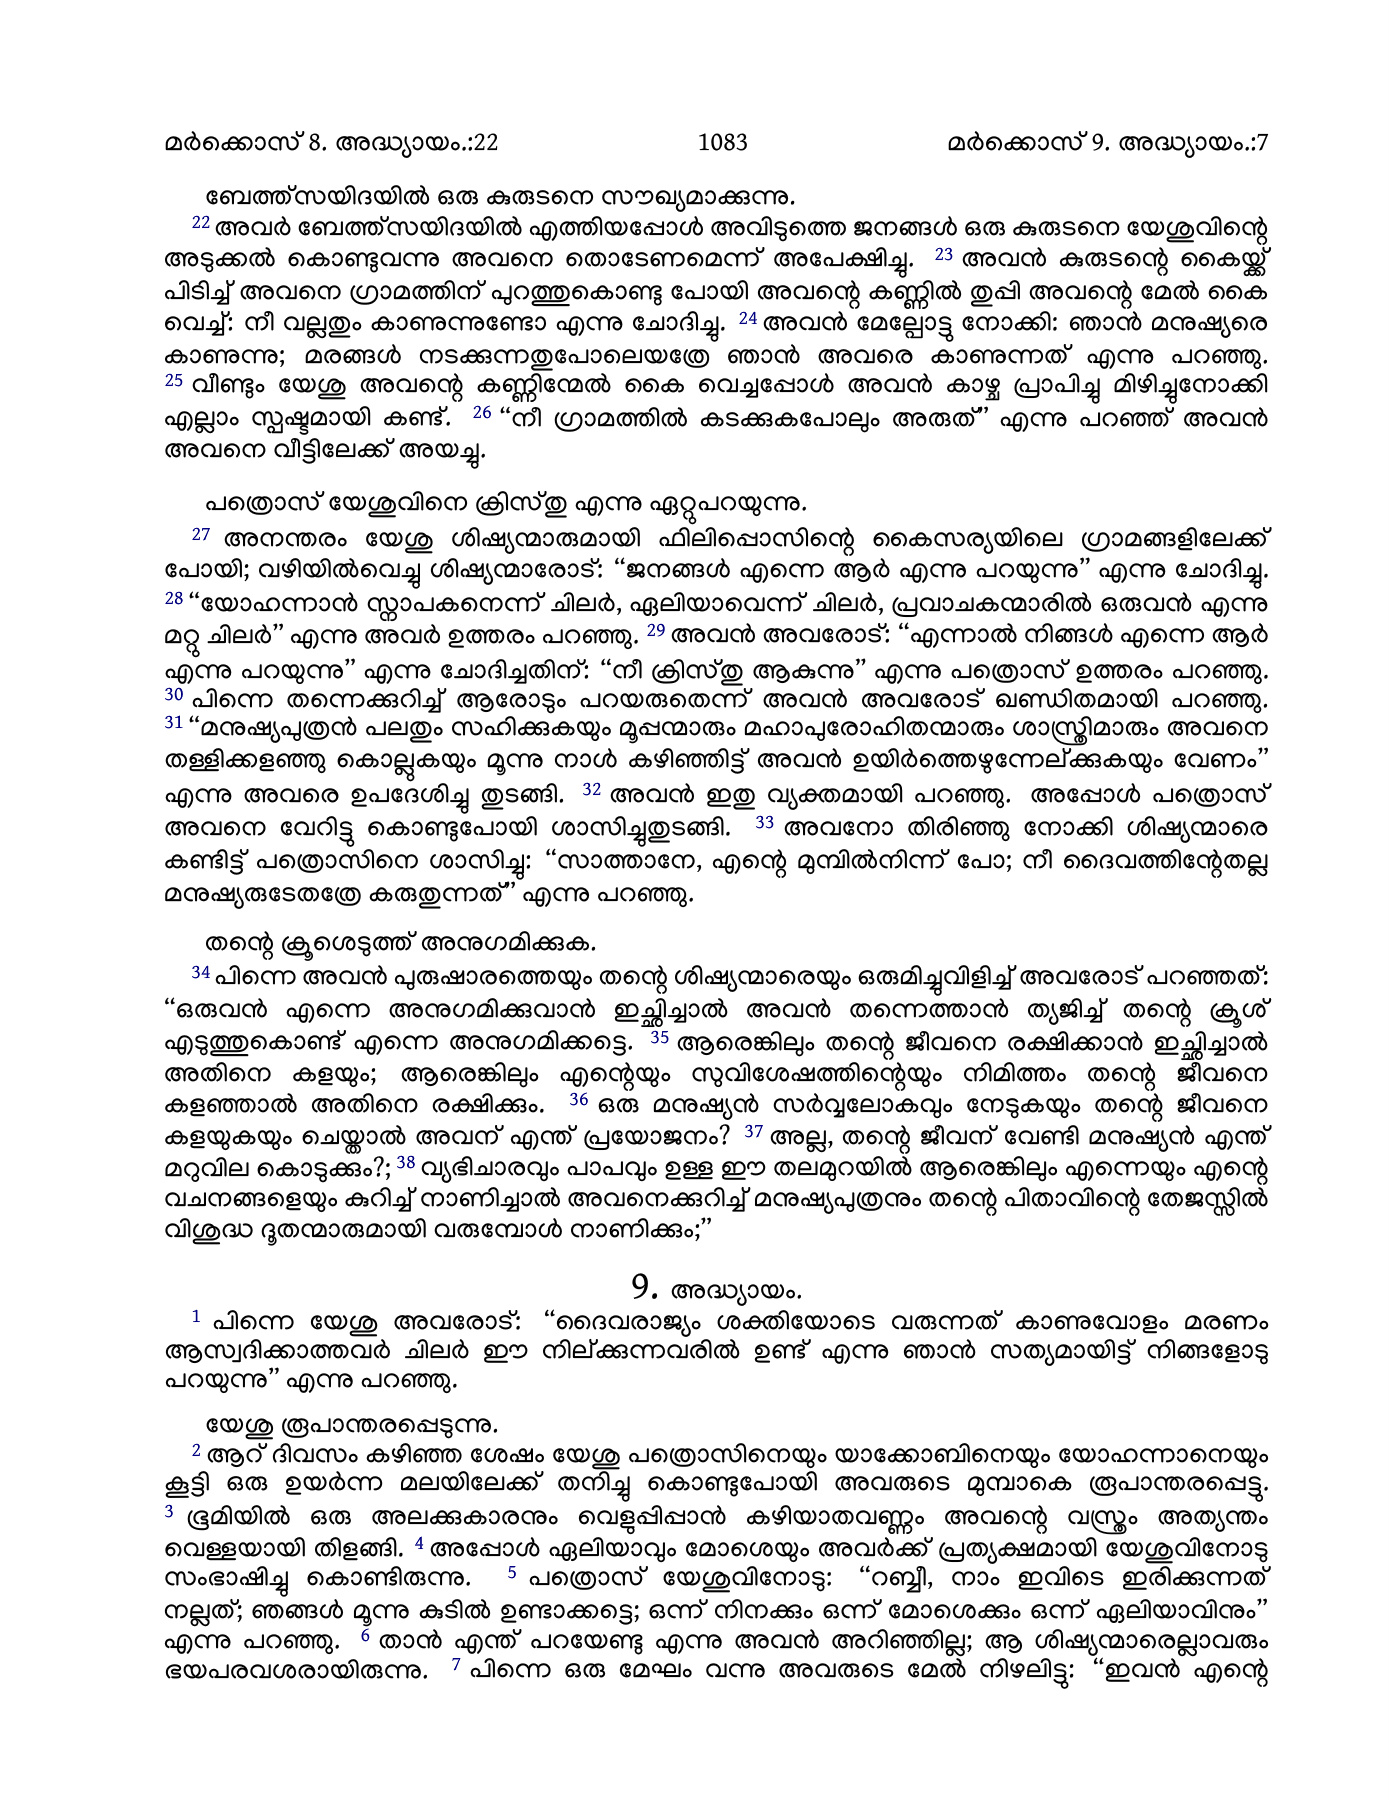 മർക്കൊസ് 8. അദ്ധ്യായം.:22 1083 മർക്കൊസ് 9. അദ്ധ്യായം.:7
ബേത്ത്സയിദയിൽ ഒരു കുരുടനെ സൗഖ്യമാക്കുന്നു.
22 അവർ ബേത്ത്സയിദയിൽ എത്തിയപ്പോൾ അവിടുത്തെ ജനങ്ങൾ ഒരു കുരുടനെ യേശുവിന്റെ
അടുക്കൽ കൊണ്ടുവന്നു അവനെ തൊടേണമെന്ന് അപേക്ഷിച്ചു. 23 അവൻ കുരുടന്റെ കൈയ്ക്ക്
പിടിച്ച് അവനെ ഗ്രാമത്തിന് പുറത്തുകൊണ്ടു പോയി അവന്റെ കണ്ണിൽ തുപ്പി അവന്റെ മേൽ കൈ
വെച്ച്: നീ വല്ലതും കാണുന്നുണ്ടോ എന്നു ചോദിച്ചു. 24 അവൻ മേല്പോട്ടു നോക്കി: ഞാൻ മനുഷ്യരെ
കാണുന്നു; മരങ്ങൾ നടക്കുന്നതുപോലെയത്രേ ഞാൻ അവരെ കാണുന്നത് എന്നു പറഞ്ഞു.
25 വീണ്ടും യേശു അവന്റെ കണ്ണിന്മേൽ കൈ വെച്ചപ്പോൾ അവൻ കാഴ്ച പ്രാപിച്ചു മിഴിച്ചുനോക്കി
എല്ലാം സ്പഷ്ടമായി കണ്ട്. 26 “നീ ഗ്രാമത്തിൽ കടക്കുകപോലും അരുത്” എന്നു പറഞ്ഞ് അവൻ
അവനെ വീട്ടിലേക്ക് അയച്ചു.
പത്രൊസ് യേശുവിനെ ക്രിസ്തു എന്നു ഏറ്റുപറയുന്നു.
27 അനന്തരം യേശു ശിഷ്യന്മാരുമായി ഫിലിപ്പൊസിന്റെ കൈസര്യയിലെ ഗ്രാമങ്ങളിലേക്ക്
പോയി; വഴിയിൽവെച്ചു ശിഷ്യന്മാരോട്: “ജനങ്ങൾ എന്നെ ആർ എന്നു പറയുന്നു” എന്നു ചോദിച്ചു.
28 “യോഹന്നാൻ സ്നാപകനെന്ന് ചിലർ, ഏലിയാവെന്ന് ചിലർ, പ്രവാചകന്മാരിൽ ഒരുവൻ എന്നു
മറ്റു ചിലർ” എന്നു അവർ ഉത്തരം പറഞ്ഞു. 29 അവൻ അവരോട്: “എന്നാൽ നിങ്ങൾ എന്നെ ആർ
എന്നു പറയുന്നു” എന്നു ചോദിച്ചതിന്: “നീ ക്രിസ്തു ആകുന്നു” എന്നു പത്രൊസ് ഉത്തരം പറഞ്ഞു.
30 പിന്നെ തന്നെക്കുറിച്ച് ആരോടും പറയരുതെന്ന് അവൻ അവരോട് ഖണ്ഡിതമായി പറഞ്ഞു.
31 “മനുഷ്യപുത്രൻ പലതും സഹിക്കുകയും മൂപ്പന്മാരും മഹാപുരോഹിതന്മാരും ശാസ്ത്രിമാരും അവനെ
തള്ളിക്കളഞ്ഞു കൊല്ലുകയും മൂന്നു നാൾ കഴിഞ്ഞിട്ട് അവൻ ഉയിർത്തെഴുന്നേല്ക്കുകയും വേണം”
എന്നു അവരെ ഉപദേശിച്ചു തുടങ്ങി. 32 അവൻ ഇതു വ്യക്തമായി പറഞ്ഞു. അപ്പോൾ പത്രൊസ്
അവനെ വേറിട്ടു കൊണ്ടുപോയി ശാസിച്ചുതുടങ്ങി. 33 അവനോ തിരിഞ്ഞു നോക്കി ശിഷ്യന്മാരെ
കണ്ടിട്ട് പത്രൊസിനെ ശാസിച്ചു: “സാത്താനേ, എന്റെ മുമ്പിൽനിന്ന് പോ; നീ ദൈവത്തിന്റേതല്ല
മനുഷ്യരുടേതത്രേ കരുതുന്നത്” എന്നു പറഞ്ഞു.
തന്റെ ക്രൂശെടുത്ത് അനുഗമിക്കുക.
34 പിന്നെ അവൻ പുരുഷാരത്തെയും തന്റെ ശിഷ്യന്മാരെയും ഒരുമിച്ചുവിളിച്ച് അവരോട് പറഞ്ഞത്:
“ഒരുവൻ എന്നെ അനുഗമിക്കുവാൻ ഇച്ഛിച്ചാൽ അവൻ തന്നെത്താൻ ത്യജിച്ച് തന്റെ ക്രൂശ്
എടുത്തുകൊണ്ട് എന്നെ അനുഗമിക്കട്ടെ. 35 ആരെങ്കിലും തന്റെ ജീവനെ രക്ഷിക്കാൻ ഇച്ഛിച്ചാൽ
അതിനെ കളയും; ആരെങ്കിലും എന്റെയും സുവിശേഷത്തിന്റെയും നിമിത്തം തന്റെ ജീവനെ
കളഞ്ഞാൽ അതിനെ രക്ഷിക്കും. 36 ഒരു മനുഷ്യൻ സർവ്വലോകവും നേടുകയും തന്റെ ജീവനെ
കളയുകയും ചെയ്താൽ അവന് എന്ത് പ്രയോജനം? 37 അല്ല, തന്റെ ജീവന് വേണ്ടി മനുഷ്യൻ എന്ത്
മറുവില കൊടുക്കും?; 38 വ്യഭിചാരവും പാപവും ഉള്ള ഈ തലമുറയിൽ ആരെങ്കിലും എന്നെയും എന്റെ
വചനങ്ങളെയും കുറിച്ച് നാണിച്ചാൽ അവനെക്കുറിച്ച് മനുഷ്യപുത്രനും തന്റെ പിതാവിന്റെ തേജസ്സിൽ
വിശുദ്ധ ദൂതന്മാരുമായി വരുമ്പോൾ നാണിക്കും;”
9. അദ്ധ്യായം.
1 പിന്നെ യേശു അവരോട്: “ദൈവരാജ്യം ശക്തിയോടെ വരുന്നത് കാണുവോളം മരണം
ആസ്വദിക്കാത്തവർ ചിലർ ഈ നില്ക്കുന്നവരിൽ ഉണ്ട് എന്നു ഞാൻ സത്യമായിട്ട് നിങ്ങളോടു
പറയുന്നു” എന്നു പറഞ്ഞു.
യേശു രൂപാന്തരപ്പെടുന്നു.
2 ആറ് ദിവസം കഴിഞ്ഞ ശേഷം യേശു പത്രൊസിനെയും യാക്കോബിനെയും യോഹന്നാനെയും
കൂട്ടി ഒരു ഉയർന്ന മലയിലേക്ക് തനിച്ചു കൊണ്ടുപോയി അവരുടെ മുമ്പാകെ രൂപാന്തരപ്പെട്ടു.
3 ഭൂമിയിൽ ഒരു അലക്കുകാരനും വെളുപ്പിപ്പാൻ കഴിയാതവണ്ണം അവന്റെ വസ്ത്രം അത്യന്തം
വെള്ളയായി തിളങ്ങി. 4 അപ്പോൾ ഏലിയാവും മോശെയും അവർക്ക് പ്രത്യക്ഷമായി യേശുവിനോടു
സംഭാഷിച്ചു കൊണ്ടിരുന്നു. 5 പത്രൊസ് യേശുവിനോടു: “റബ്ബീ, നാം ഇവിടെ ഇരിക്കുന്നത്
നല്ലത്; ഞങ്ങൾ മൂന്നു കുടിൽ ഉണ്ടാക്കട്ടെ; ഒന്ന് നിനക്കും ഒന്ന് മോശെക്കും ഒന്ന് ഏലിയാവിനും”
എന്നു പറഞ്ഞു. 6 താൻ എന്ത് പറയേണ്ടു എന്നു അവൻ അറിഞ്ഞില്ല; ആ ശിഷ്യന്മാരെല്ലാവരും
ഭയപരവശരായിരുന്നു. 7 പിന്നെ ഒരു മേഘം വന്നു അവരുടെ മേൽ നിഴലിട്ടു: “ഇവൻ എന്റെ